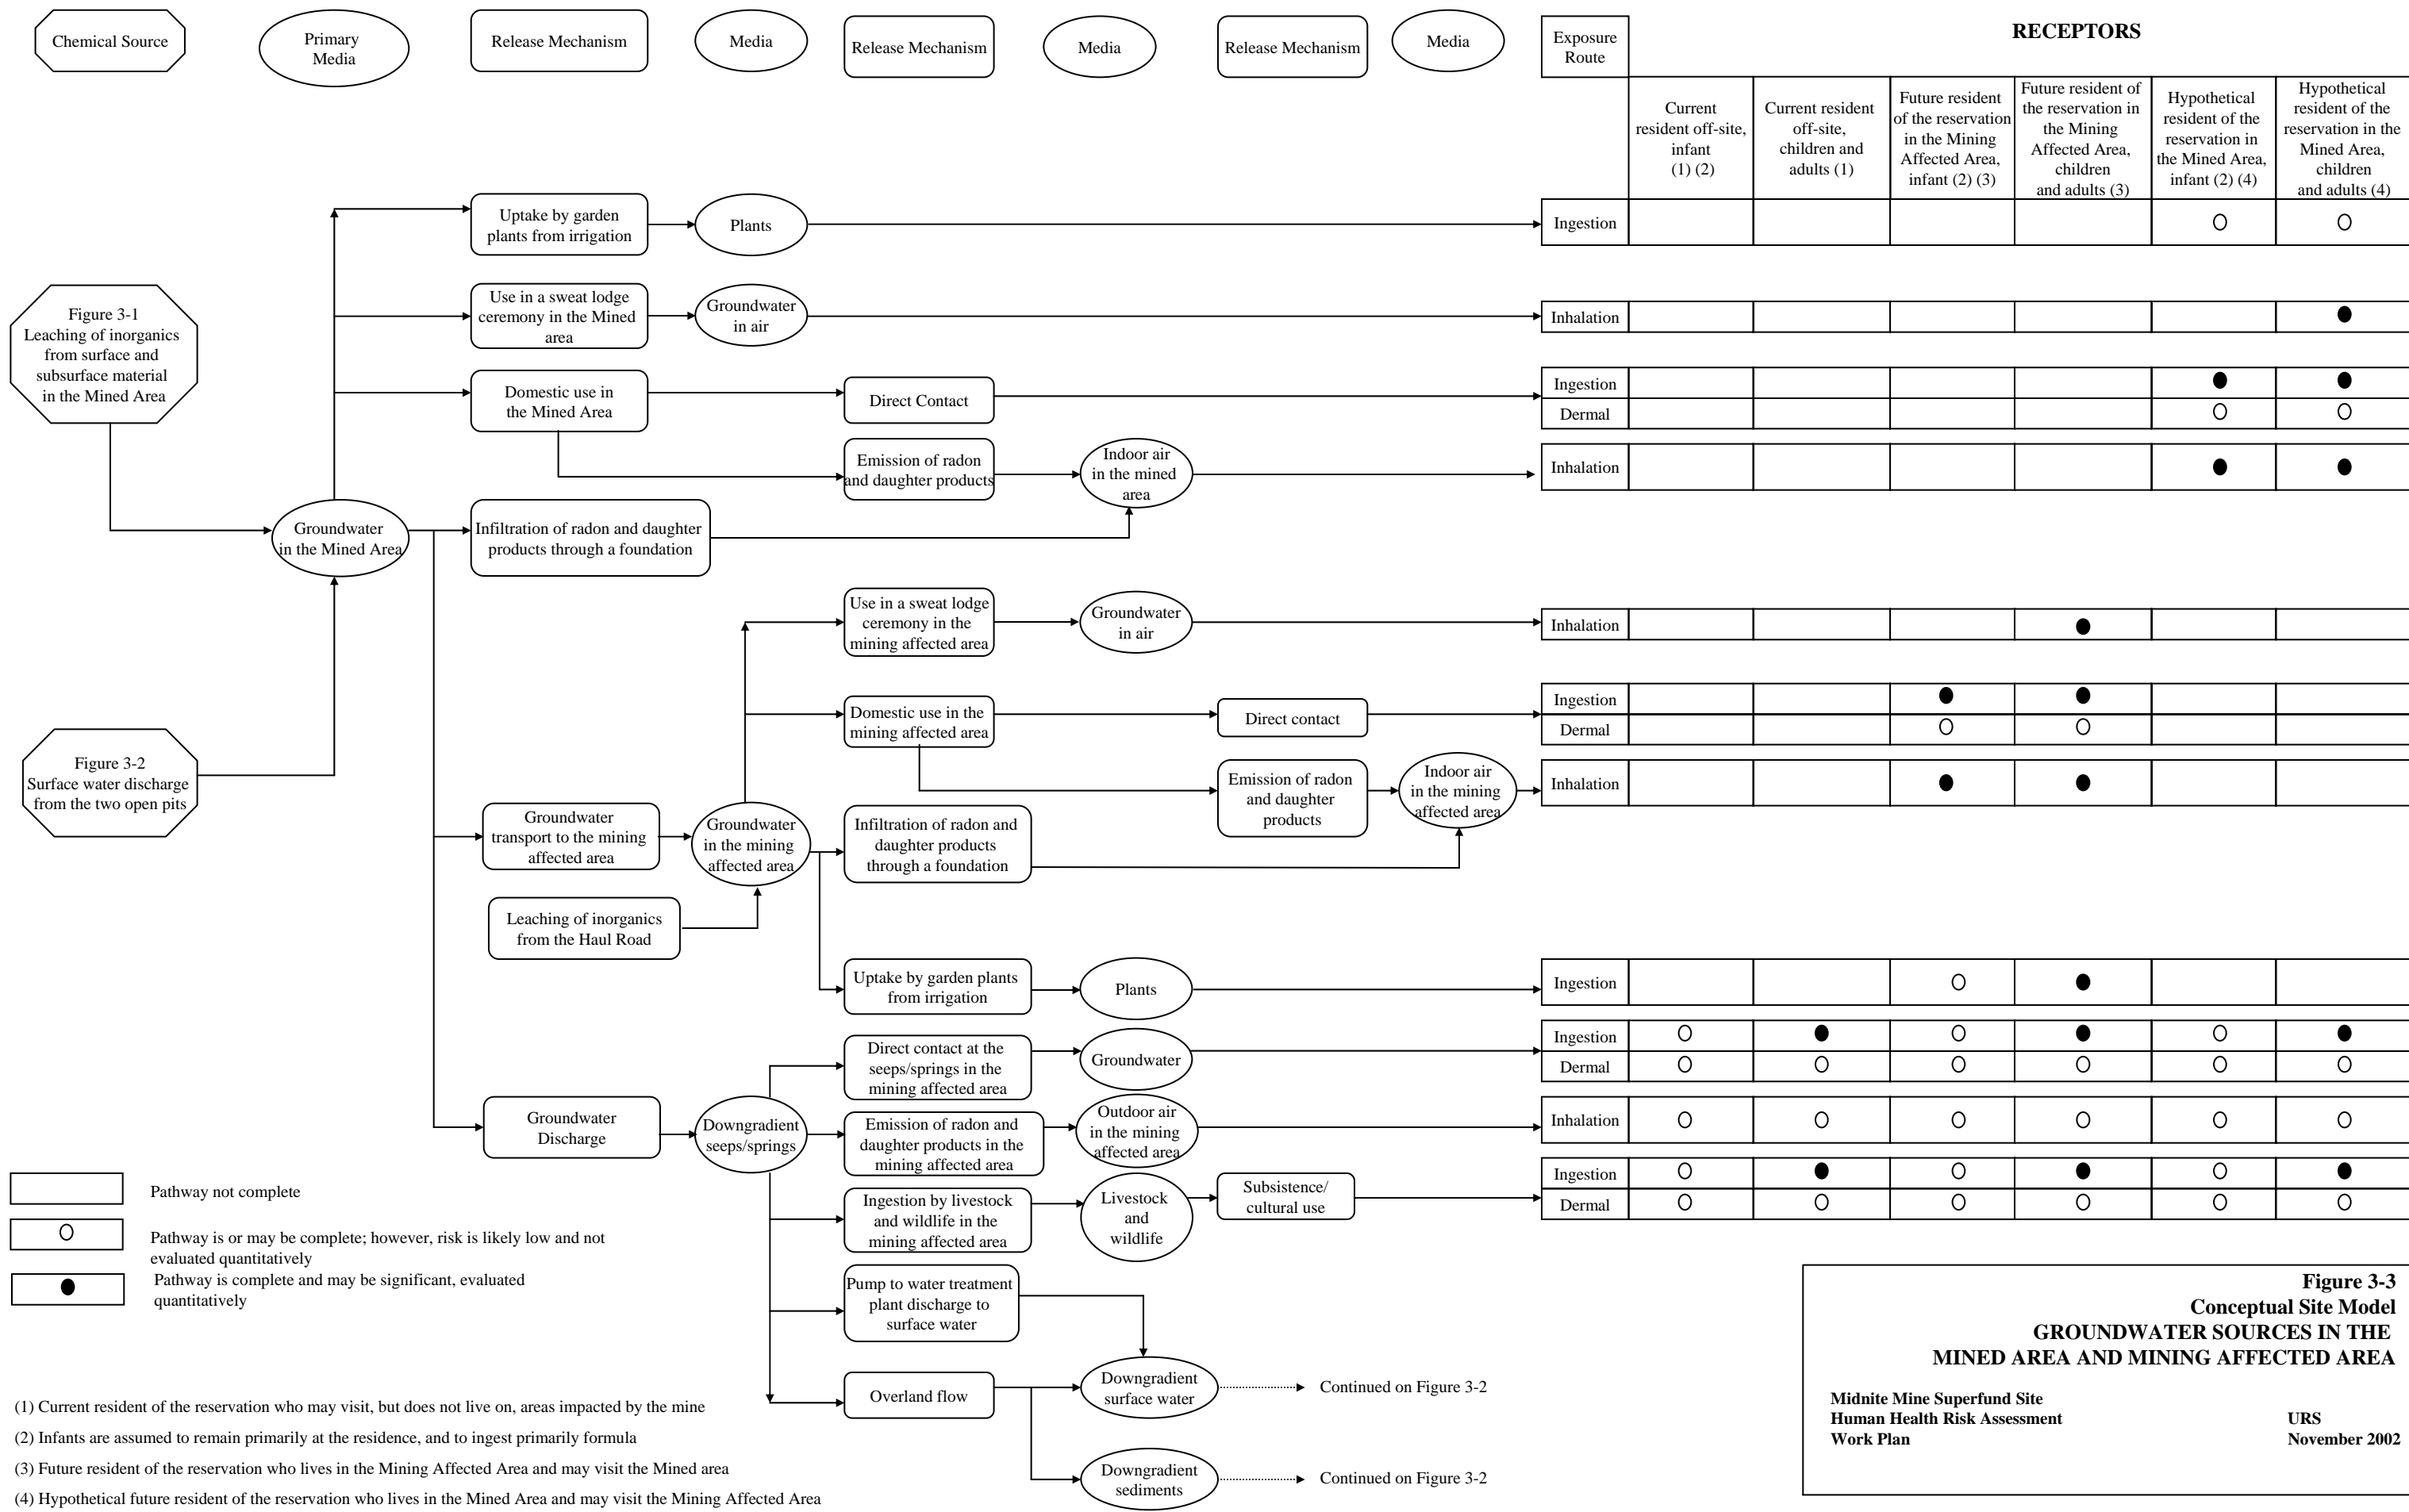 Chemical Source
Primary
Media
Release Mechanism
Media
Release Mechanism
Media
Release Mechanism
Media
Exposure
Route
RECEPTORS
Current
resident off-site,
infant
(1) (2)
Current resident
off-site,
children and
adults (1)
Future resident
of the reservation
in the Mining
Affected Area,
infant (2) (3)
Future resident of
the reservation in
the Mining
Affected Area,
children
and adults (3)
Hypothetical
resident of the
reservation in
the Mined Area,
infant (2) (4)
Hypothetical
resident of the
reservation in the
Mined Area,
children
and adults (4)
Uptake by garden
plants from irrigation
Plants
Ingestion
Figure 3-1
Leaching of inorganics
from surface and
subsurface material
in the Mined Area
Use in a sweat lodge
ceremony in the Mined
area
Groundwater
in air
Inhalation
Domestic use in
the Mined Area
Direct Contact
Ingestion
Dermal
Emission of radon
and daughter products
Indoor air
in the mined
area
Inhalation
Groundwater
in the Mined Area
Infiltration of radon and daughter
products through a foundation
Use in a sweat lodge
ceremony in the
mining affected area
Groundwater
in air
Inhalation
Domestic use in the
mining affected area
Direct contact
Ingestion
Dermal
Figure 3-2
Surface water discharge
from the two open pits
Emission of radon
and daughter
products
Indoor air
in the mining
affected area
Inhalation
Groundwater
transport to the mining
affected area
Groundwater
in the mining
affected area
Infiltration of radon and
daughter products
through a foundation
Leaching of inorganics
from the Haul Road
Uptake by garden plants
from irrigation
Plants
Ingestion
Direct contact at the
seeps/springs in the
mining affected area
Groundwater
Ingestion
Dermal
Groundwater
Discharge
Downgradient
seeps/springs
Emission of radon and
daughter products in the
mining affected area
Outdoor air
in the mining
affected area
Inhalation
Ingestion by livestock
and wildlife in the
mining affected area
Livestock
and
wildlife
Subsistence/
cultural use
Ingestion
Dermal
Pathway not complete
Pathway is or may be complete; however, risk is likely low and not
evaluated quantitatively
Pathway is complete and may be significant, evaluated
quantitatively
Pump to water treatment
plant discharge to
surface water
Overland flow
Downgradient
surface water
Continued on Figure 3-2
Downgradient
sediments
Continued on Figure 3-2
(1) Current resident of the reservation who may visit, but does not live on, areas impacted by the mine
(2) Infants are assumed to remain primarily at the residence, and to ingest primarily formula
(3) Future resident of the reservation who lives in the Mining Affected Area and may visit the Mined area
(4) Hypothetical future resident of the reservation who lives in the Mined Area and may visit the Mining Affected Area
Figure 3-3
Conceptual Site Model
GROUNDWATER SOURCES IN THE
MINED AREA AND MINING AFFECTED AREA
Midnite Mine Superfund Site
Human Health Risk Assessment URS
Work Plan November 2002